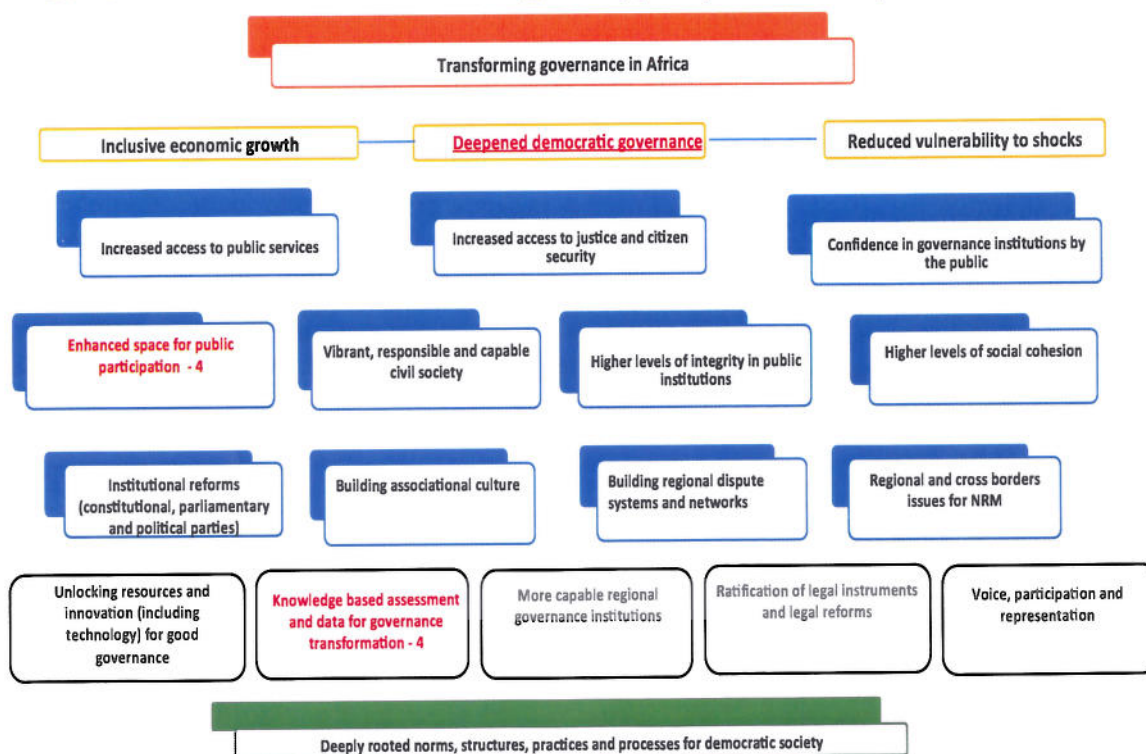 Transforming governance in Africa
Inclusive economic growth
Deepened democratic governance
Reduced vulnerability to shocks
Increased access to public services
Increased access to justice and citizen
security
Confidence in governance institutions by
the public
Enhanced space for public
participation - 4
Vibrant, responsible and capable
civil society
Higher levels of integrity in public
institutions
Higher levels of social cohesion
Institutional reforms
(constitutional, parliamentary
and political parties)
Building associational culture
Building regional dispute
systems and networks
Regional and cross borders
issues for NRM
Unlocking resources and
innovation (including
technology) for good
governance
Knowledge based assessment
and data for governance
transformation - 4
More capable regional
governance institutions
Ratification of legal instruments
and legal reforms
Voice, participation and
representation
Deeply rooted norms, structures, practices and processes for democratic society